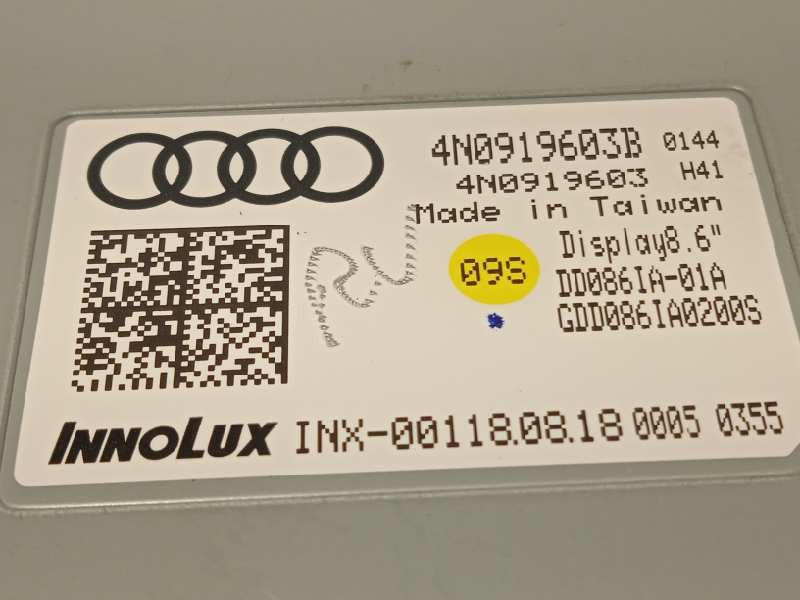 4N0919603B 0144
4N0919603 H41
Made in Taiwan
09S
Display8.6"
DD086IA-01A
GDD086IA0200S
INNOLUX INX-00118.08.18 0005 0355